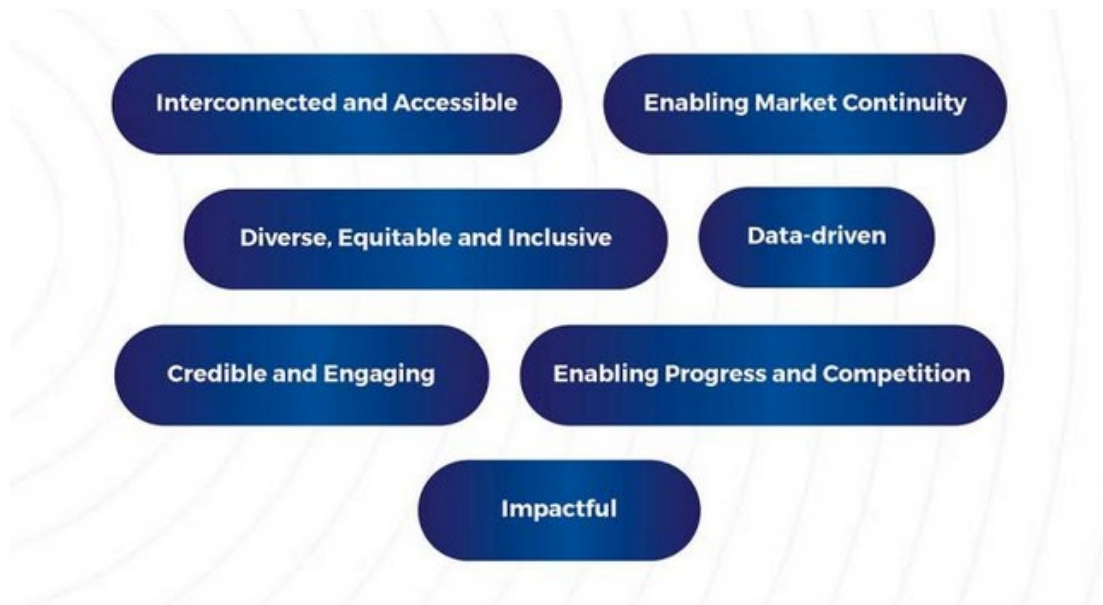 Interconnected and Accessible
Enabling Market Continuity
Diverse, Equitable and Inclusive
Data-driven
Credible and Engaging
Enabling Progress and Competition
Impactful